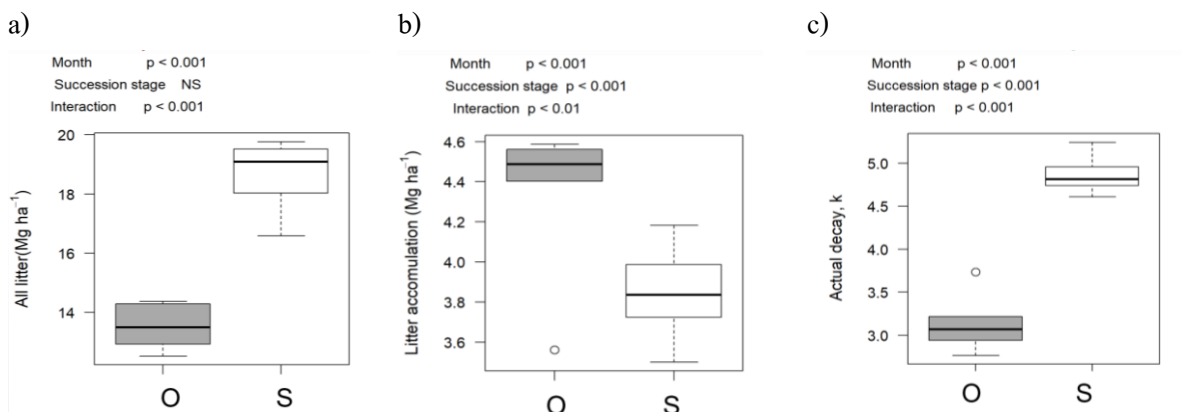 a)
Month p < 0.001
Succession stage NS
Interaction p < 0.001
All litter(Mg ha⁻¹)
20
18
16
14
O S
b)
Month p < 0.001
Succession stage p < 0.001
Interaction p < 0.01
Litter accomulation (Mg ha⁻¹)
4.6
4.4
4.2
4.0
3.8
3.6
O S
c)
Month p < 0.001
Succession stage p < 0.001
Interaction p < 0.001
Actual decay, k
5.0
4.5
4.0
3.5
3.0
O S